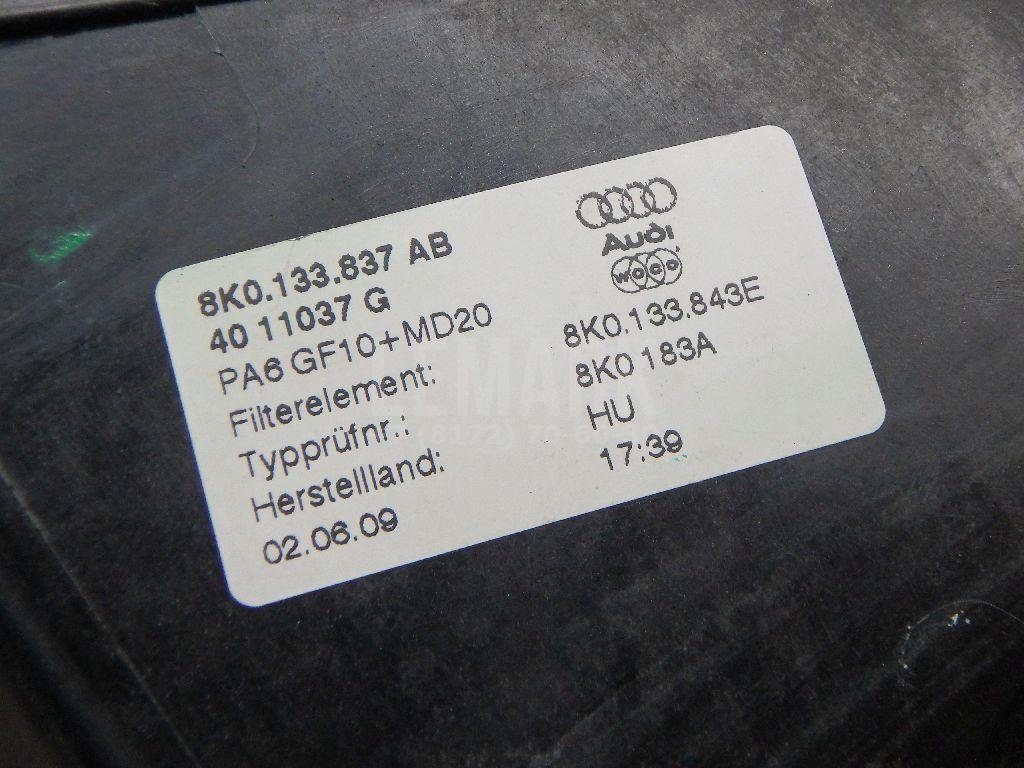 Audi
woco
8K0.133.837 AB
40 11037 G
PA6 GF10+MD20
Filterelement: 8K0.133.843E
Typprüfnr.: 8K0 183A
Herstellland: HU
02.06.09 17:39